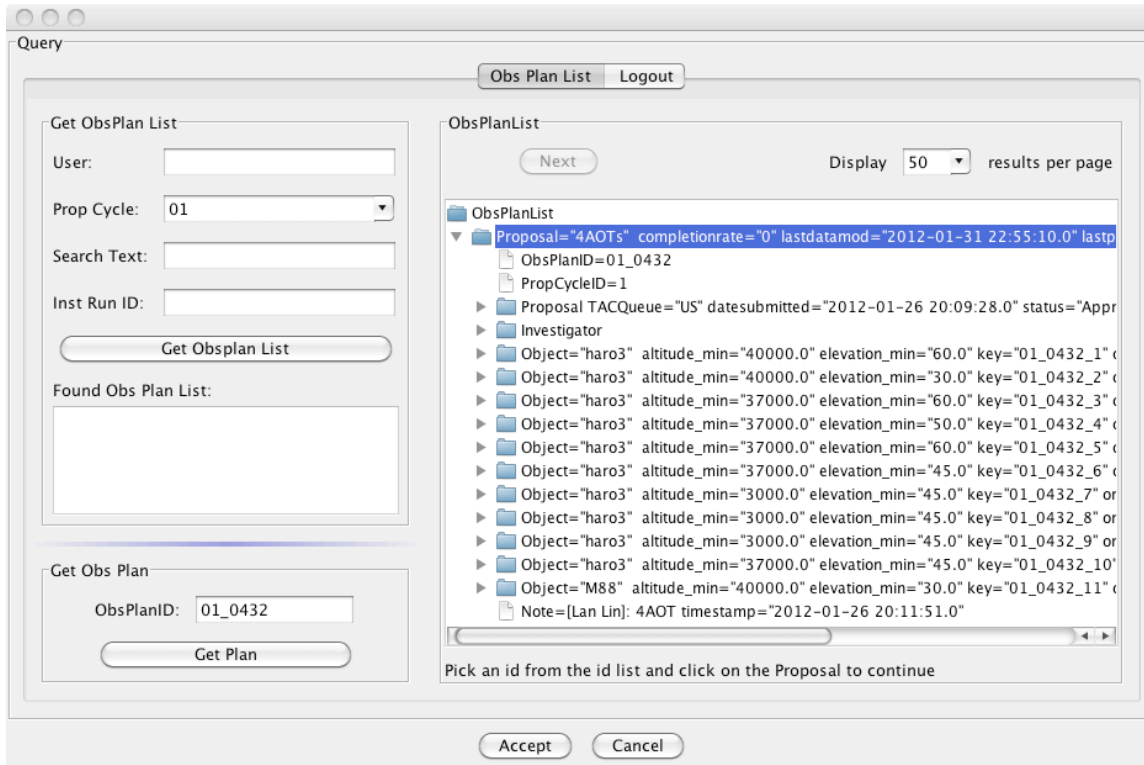 Query
Obs Plan List Logout
Get ObsPlan List
User:
Prop Cycle: 01
Search Text:
Inst Run ID:
Get Obsplan List
Found Obs Plan List:
Get Obs Plan
ObsPlanID: 01_0432
Get Plan
ObsPlanList
Next Display 50 results per page
ObsPlanList
Proposal="4AOTs" completionrate="0" lastdatamod="2012-01-31 22:55:10.0" lastp
ObsPlanID=01_0432
PropCycleID=1
Proposal TACQueue="US" datesubmitted="2012-01-26 20:09:28.0" status="Appr
Investigator
Object="haro3" altitude_min="40000.0" elevation_min="60.0" key="01_0432_1"
Object="haro3" altitude_min="40000.0" elevation_min="30.0" key="01_0432_2"
Object="haro3" altitude_min="37000.0" elevation_min="60.0" key="01_0432_3"
Object="haro3" altitude_min="37000.0" elevation_min="50.0" key="01_0432_4"
Object="haro3" altitude_min="37000.0" elevation_min="60.0" key="01_0432_5"
Object="haro3" altitude_min="37000.0" elevation_min="45.0" key="01_0432_6"
Object="haro3" altitude_min="3000.0" elevation_min="45.0" key="01_0432_7" or
Object="haro3" altitude_min="3000.0" elevation_min="45.0" key="01_0432_8" or
Object="haro3" altitude_min="3000.0" elevation_min="45.0" key="01_0432_9" or
Object="haro3" altitude_min="37000.0" elevation_min="45.0" key="01_0432_10"
Object="M88" altitude_min="40000.0" elevation_min="30.0" key="01_0432_11"
Note=[Lan Lin]: 4AOT timestamp="2012-01-26 20:11:51.0"
Pick an id from the id list and click on the Proposal to continue
Accept Cancel